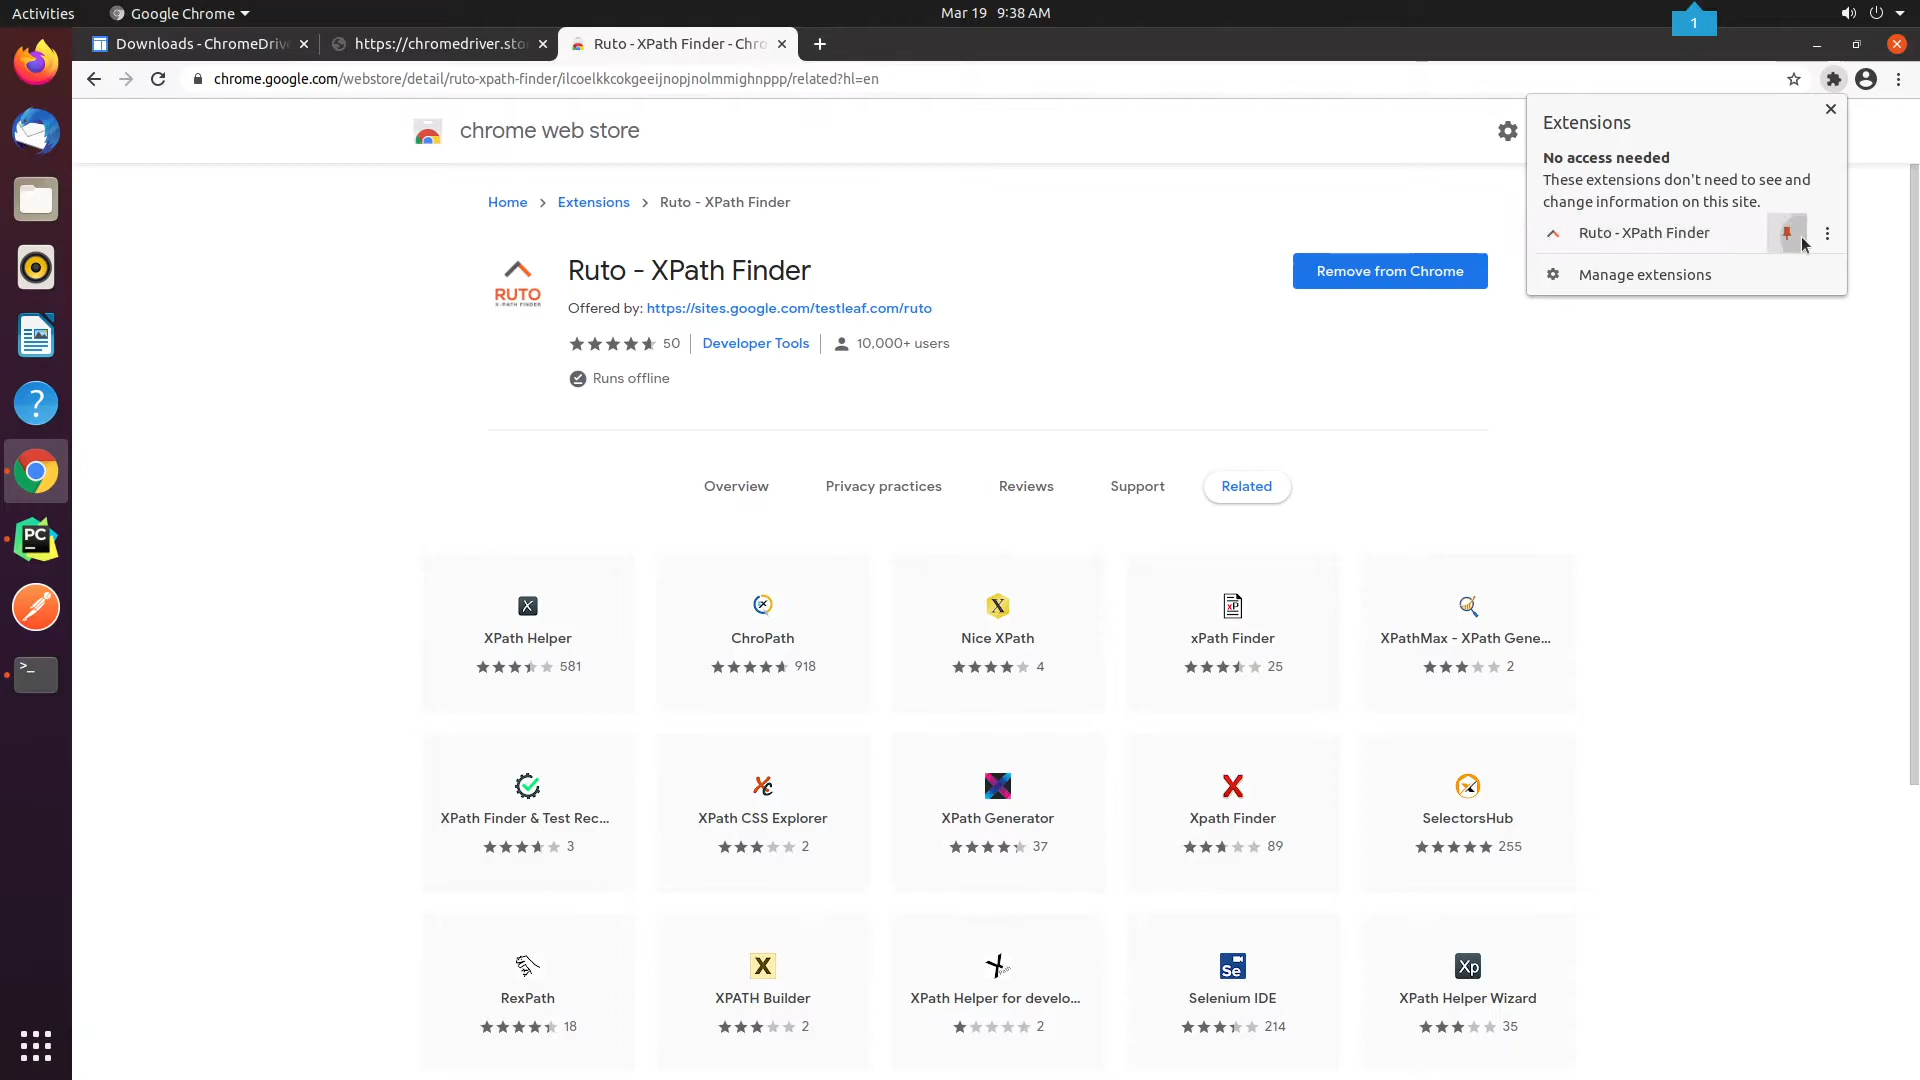 Activities
Google Chrome
Mar 19 9:38 AM
1
Downloads - ChromeDrive
https://chromedriver.sto
Ruto - XPath Finder - Chro
chrome.google.com/webstore/detail/ruto-xpath-finder/ilcoelkkcokgeeijnopjnolmmighnppp/related?hl=en
chrome web store
Extensions
No access needed
These extensions don't need to see and
change information on this site.
Ruto - XPath Finder
Manage extensions
Home > Extensions > Ruto - XPath Finder
RUTO
X-PATH FINDER
Ruto - XPath Finder
Remove from Chrome
Offered by: https://sites.google.com/testleaf.com/ruto
50
Developer Tools
10,000+ users
Runs offline
Overview
Privacy practices
Reviews
Support
Related
XPath Helper
581
ChroPath
918
Nice XPath
4
xPath Finder
25
XPathMax - XPath Gene...
2
XPath Finder & Test Rec...
3
XPath CSS Explorer
2
XPath Generator
37
Xpath Finder
89
SelectorsHub
255
RexPath
18
XPATH Builder
2
XPath Helper for develo...
2
Se
Selenium IDE
214
Xp
XPath Helper Wizard
35
PC